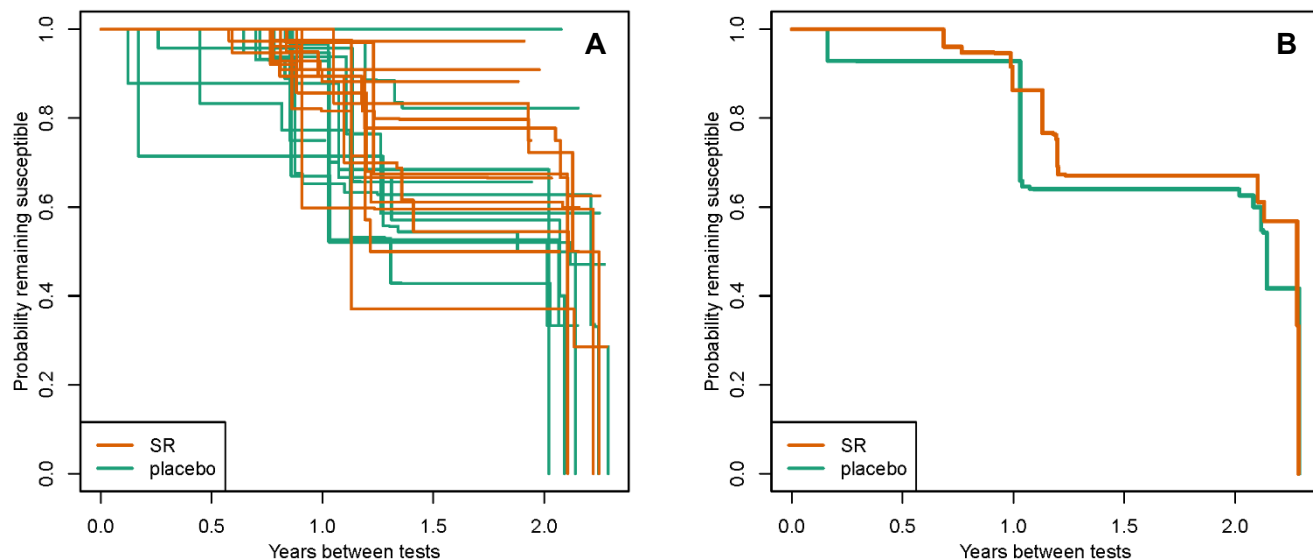 A
Probability remaining susceptible
1.0
0.8
0.6
0.4
0.2
0.0
SR
placebo
0.0 0.5 1.0 1.5 2.0
Years between tests
B
Probability remaining susceptible
1.0
0.8
0.6
0.4
0.2
0.0
SR
placebo
0.0 0.5 1.0 1.5 2.0
Years between tests